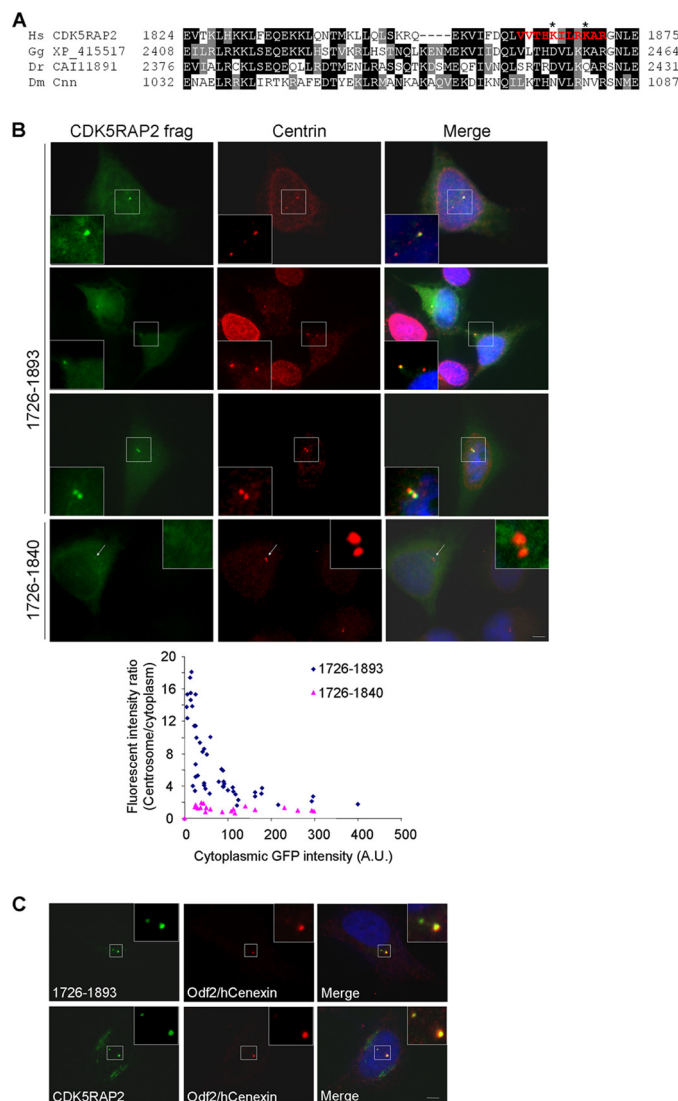 A
* *
Hs CDK5RAP2 1824 EVTKLHKKLFEQEKKLQNTMKLLQLSKRQ----EKVIFDQLVVTHKILRKARGNLE 1875
Gg XP_415517 2408 EILRLRKKLSEQEKKLHSTVKRLHSTNQLKENMEKVIIDQLVLTHDVLKKARGNLE 2464
Dr CAI11891 2376 EVIALRCKLSEQEQLLRDTMENLRASSQTKDSMEQFIVNQLSRTRDVLKQARSNLE 2431
Dm Cnn 1032 ENAELRRKLIRTKRAFEDTYEKLRMANKAKAQVEKDIKNQILKTHNVLRNVRSNME 1087
B
CDK5RAP2 frag Centrin Merge
1726-1893
1726-1840
20
16
12
8
4
0
Fluorescent intensity ratio
(Centrosome/cytoplasm)
1726-1893
1726-1840
0 100 200 300 400 500
Cytoplasmic GFP intensity (A.U.)
C
1726-1893 Odf2/hCenexin Merge
CDK5RAP2 Odf2/hCenexin Merge